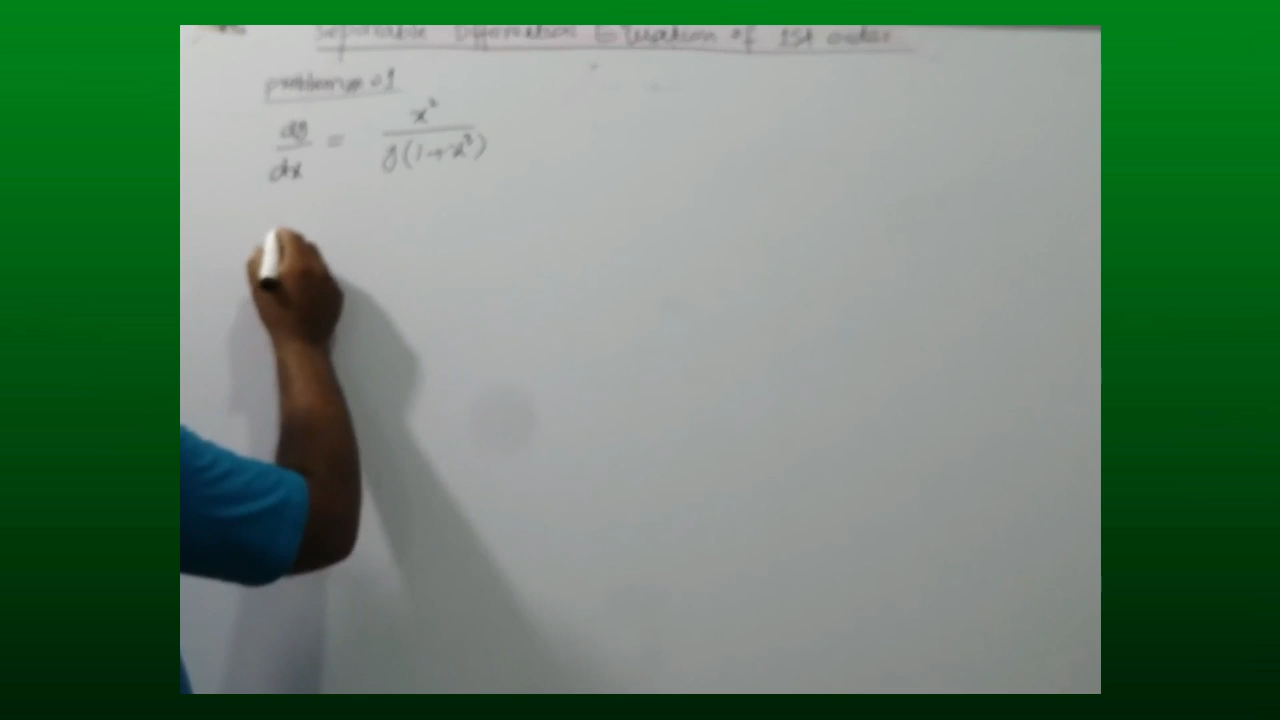 Separable Differential Equation of 1st order
problem 01
dy/dx = x²/y(1+x³)